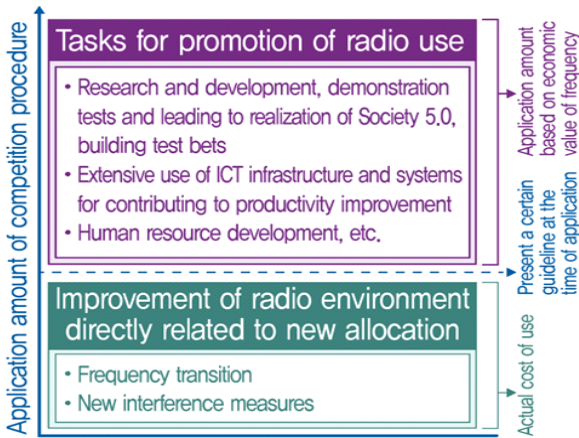 Application amount of competition procedure
Tasks for promotion of radio use
• Research and development, demonstration
tests and leading to realization of Society 5.0,
building test bets
• Extensive use of ICT infrastructure and systems
for contributing to productivity improvement
• Human resource development, etc.
Application amount
based on economic
value of frequency
Present a certain
guideline at the
time of application
Improvement of radio environment
directly related to new allocation
• Frequency transition
• New interference measures
Actual cost of use